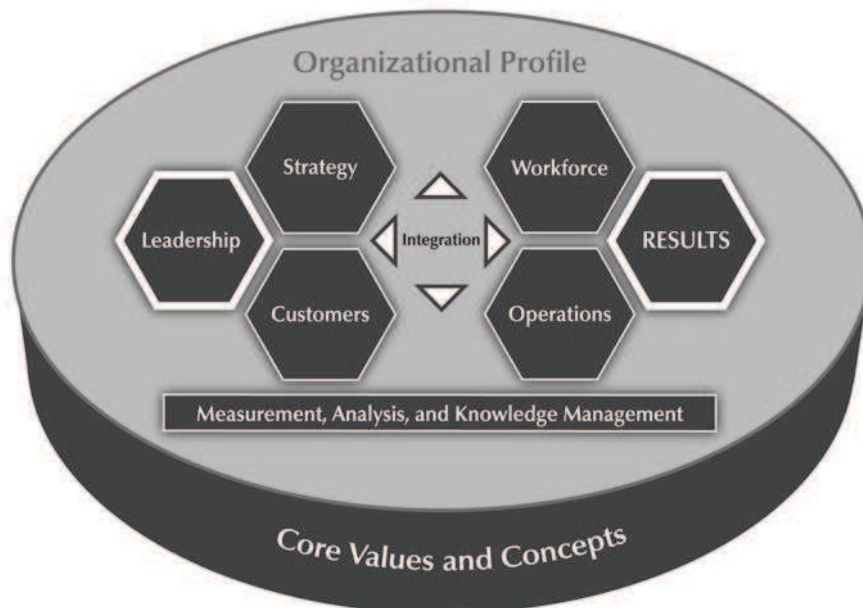 Organizational Profile
Strategy
Workforce
Leadership
Integration
RESULTS
Customers
Operations
Measurement, Analysis, and Knowledge Management
Core Values and Concepts